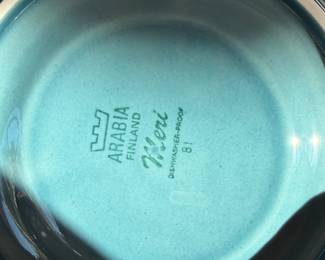 ARABIA
FINLAND
Meri
DISHWASHER-PROOF
81